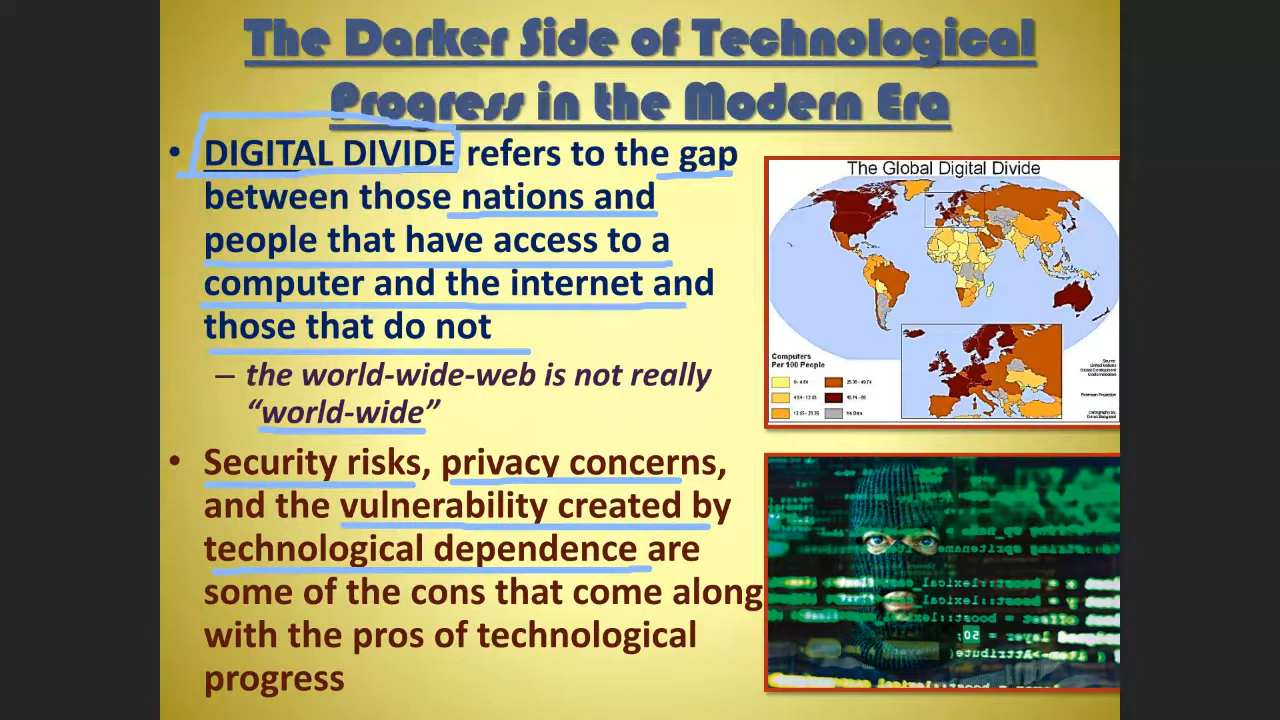 The Darker Side of Technological
Progress in the Modern Era
• DIGITAL DIVIDE refers to the gap
between those nations and
people that have access to a
computer and the internet and
those that do not
– the world-wide-web is not really
“world-wide”
• Security risks, privacy concerns,
and the vulnerability created by
technological dependence are
some of the cons that come along
with the pros of technological
progress
The Global Digital Divide
Computers
Per 100 People
No Data